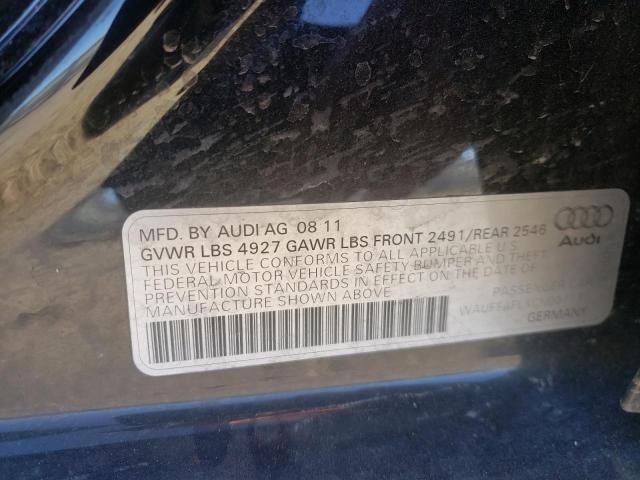 MFD. BY AUDI AG 08 11
GVWR LBS 4927 GAWR LBS FRONT 2491/REAR 2546
THIS VEHICLE CONFORMS TO ALL APPLICABLE U.S.
FEDERAL MOTOR VEHICLE SAFETY BUMPER AND THEFT
PREVENTION STANDARDS IN EFFECT ON THE DATE OF
MANUFACTURE SHOWN ABOVE
Audi
PASSENGER
GERMANY